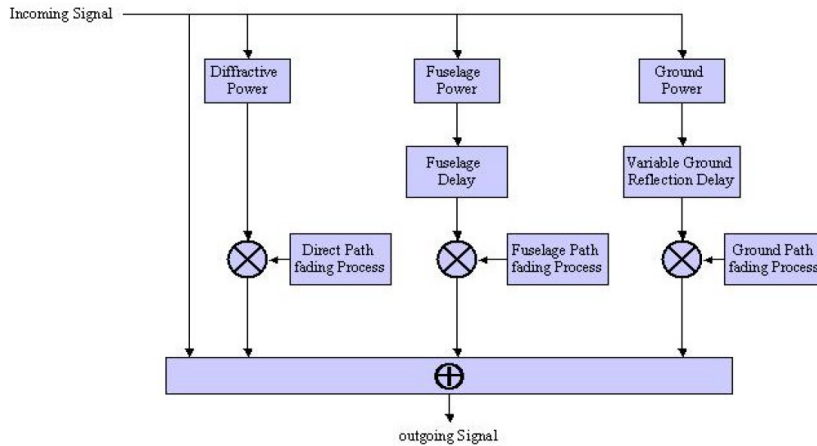 Incoming Signal
Diffractive
Power
Fuselage
Power
Ground
Power
Fuselage
Delay
Variable Ground
Reflection Delay
Direct Path
fading Process
Fuselage Path
fading Process
Ground Path
fading Process
outgoing Signal